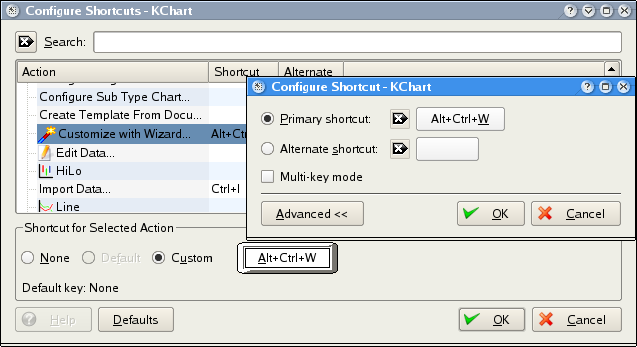 Configure Shortcuts - KChart
Search:
Action Shortcut Alternate
Configure Sub Type Chart...
Create Template From Docu...
Customize with Wizard... Alt+Ct
Edit Data...
HiLo
Import Data... Ctrl+I
Line
Configure Shortcut - KChart
Primary shortcut: Alt+Ctrl+W
Alternate shortcut:
Multi-key mode
Advanced << OK Cancel
Shortcut for Selected Action
None Default Custom Alt+Ctrl+W
Default key: None
Help Defaults OK Cancel